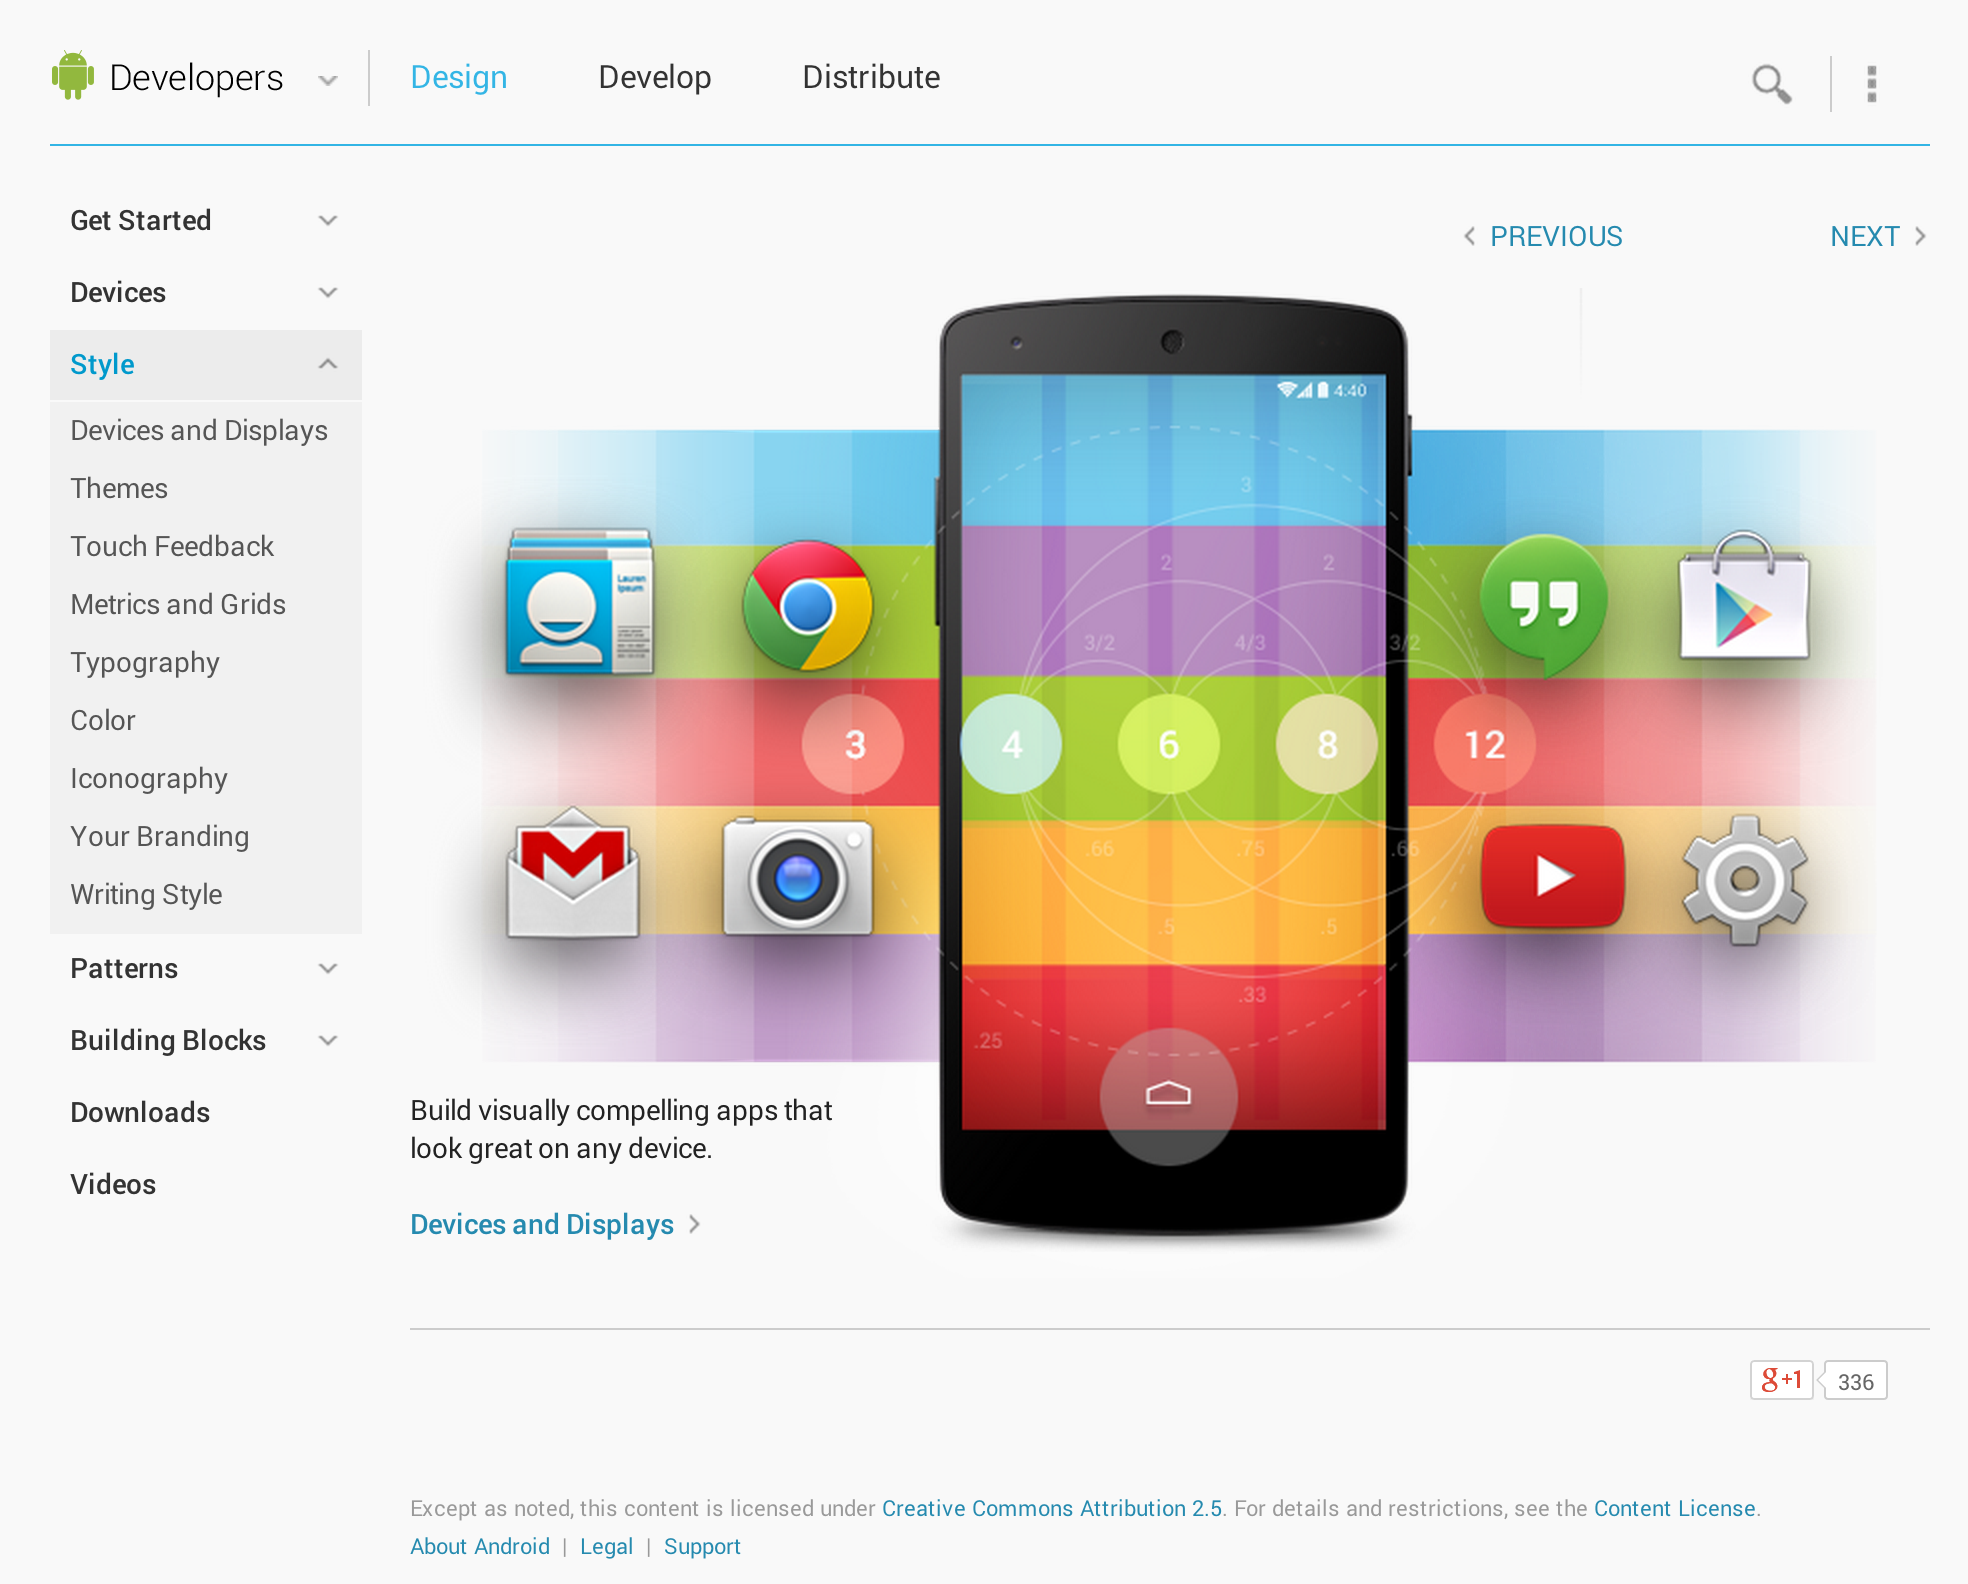 Developers
Design
Develop
Distribute
Get Started
Devices
Style
Devices and Displays
Themes
Touch Feedback
Metrics and Grids
Typography
Color
Iconography
Your Branding
Writing Style
Patterns
Building Blocks
Downloads
Videos
PREVIOUS
NEXT
4:40
3
2 2
3/2 4/3 3/2
Lauren
Ipsum
3 4 6 8 12
.66 .75 .66
.5 .5
.33
.25
Build visually compelling apps that
look great on any device.
Devices and Displays
g+1
336
Except as noted, this content is licensed under Creative Commons Attribution 2.5. For details and restrictions, see the Content License.
About Android | Legal | Support